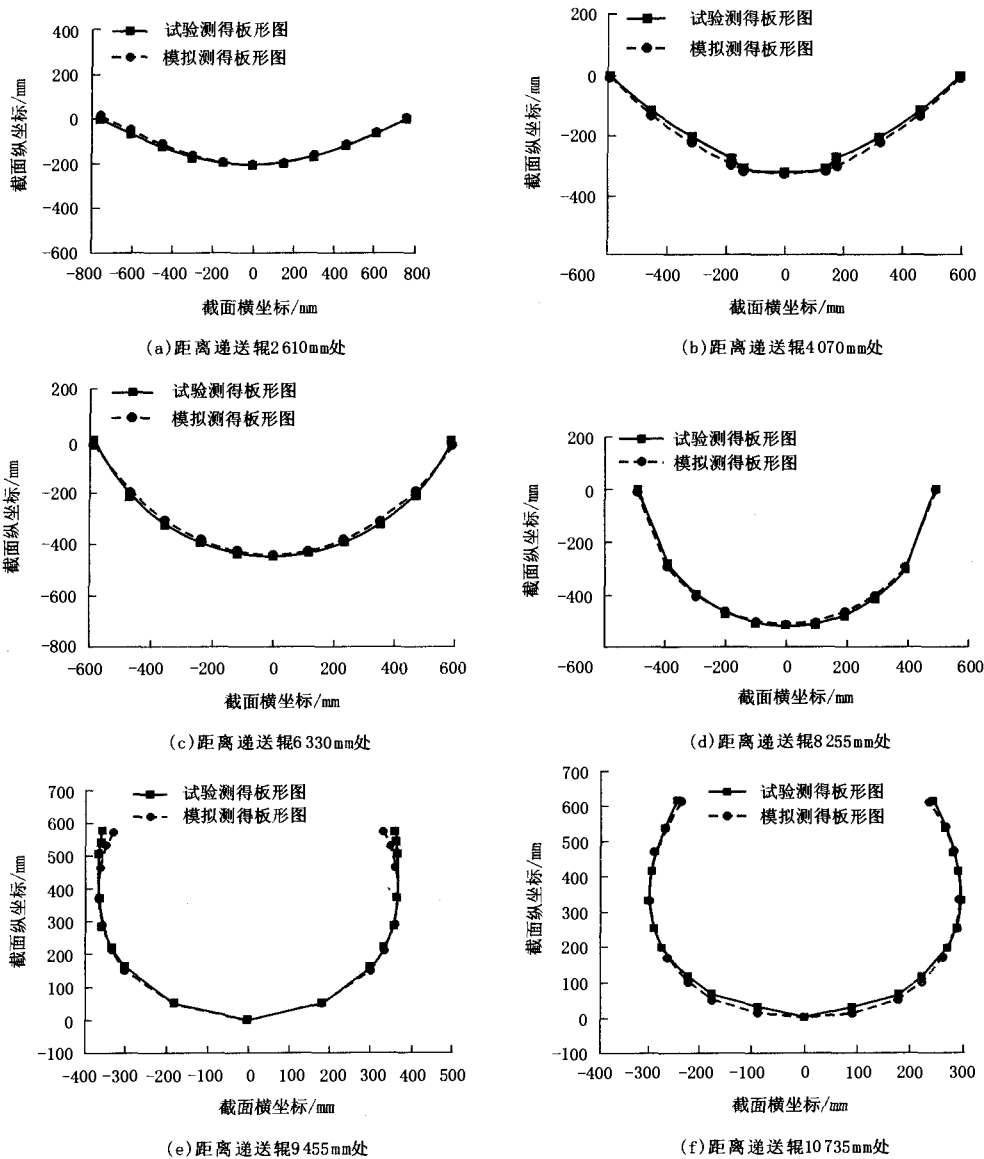 试验测得板形图
模拟测得板形图
400
200
0
-200
-400
-600
-800 -600 -400 -200 0 200 400 600 800
截面纵坐标/mm
截面横坐标/mm
(a)距离递送辊2 610mm处
试验测得板形图
模拟测得板形图
200
0
-200
-400
-600 -400 -200 0 200 400 600
截面纵坐标/mm
截面横坐标/mm
(b)距离递送辊4 070mm处
试验测得板形图
模拟测得板形图
200
0
-200
-400
-600
-800
-600 -400 -200 0 200 400 600
截面纵坐标/mm
截面横坐标/mm
(c)距离递送辊6 330mm处
试验测得板形图
模拟测得板形图
200
0
-200
-400
-600 -400 -200 0 200 400 600
截面纵坐标/mm
截面横坐标/mm
(d)距离递送辊8 255mm处
试验测得板形图
模拟测得板形图
700
600
500
400
300
200
100
0
-100
-400 -300 -200 -100 0 100 200 300 400 500
截面纵坐标/mm
截面横坐标/mm
(e)距离递送辊9 455mm处
试验测得板形图
模拟测得板形图
700
600
500
400
300
200
100
0
-100
-400 -300 -200 -100 0 100 200 300
截面纵坐标/mm
截面横坐标/mm
(f)距离递送辊10 735mm处